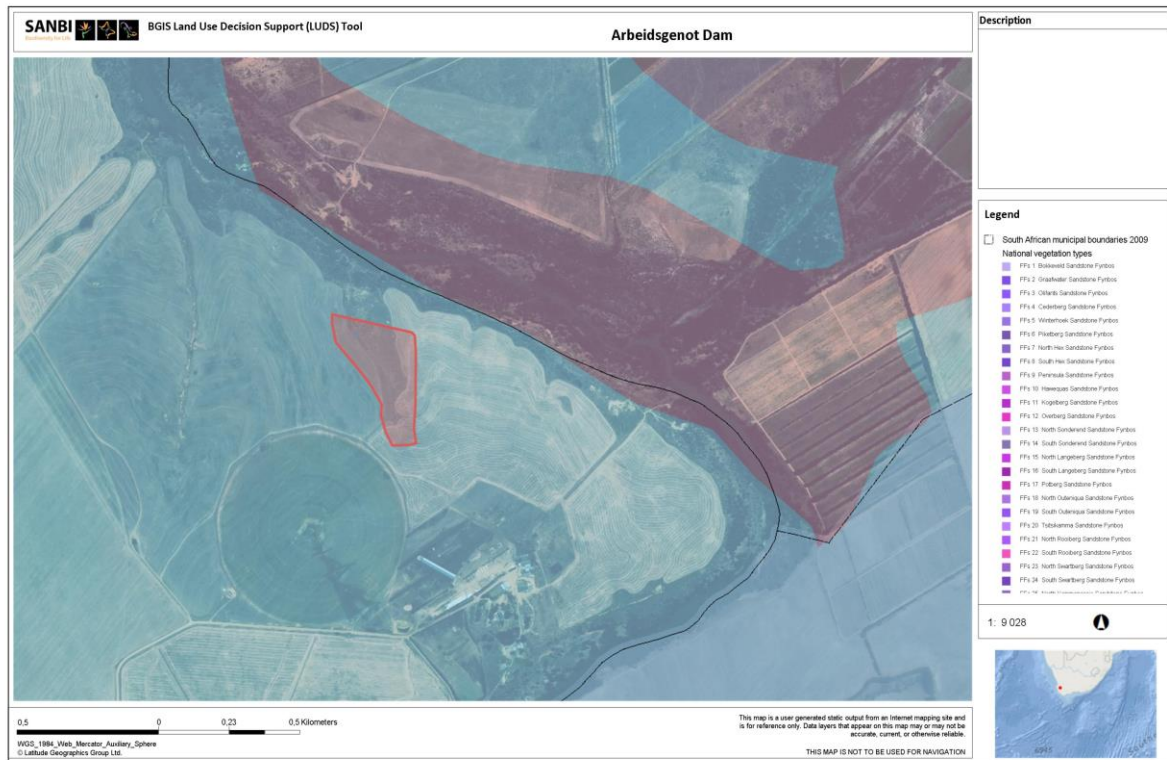 SANBI
Biodiversity for Life
BGIS Land Use Decision Support (LUDS) Tool
Arbeidsgenot Dam
Description
Legend
South African municipal boundaries 2009
National vegetation types
FFs 1 Bokkeveld Sandstone Fynbos
FFs 2 Graafwater Sandstone Fynbos
FFs 3 Olifants Sandstone Fynbos
FFs 4 Cederberg Sandstone Fynbos
FFs 5 Winterhoek Sandstone Fynbos
FFs 6 Piketberg Sandstone Fynbos
FFs 7 North Hex Sandstone Fynbos
FFs 8 South Hex Sandstone Fynbos
FFs 9 Peninsula Sandstone Fynbos
FFs 10 Hawequas Sandstone Fynbos
FFs 11 Kogelberg Sandstone Fynbos
FFs 12 Overberg Sandstone Fynbos
FFs 13 North Sonderend Sandstone Fynbos
FFs 14 South Sonderend Sandstone Fynbos
FFs 15 North Langeberg Sandstone Fynbos
FFs 16 South Langeberg Sandstone Fynbos
FFs 17 Potberg Sandstone Fynbos
FFs 18 North Outeniqua Sandstone Fynbos
FFs 19 South Outeniqua Sandstone Fynbos
FFs 20 Tsitsikamma Sandstone Fynbos
FFs 21 North Rooiberg Sandstone Fynbos
FFs 22 South Rooiberg Sandstone Fynbos
FFs 23 North Swartberg Sandstone Fynbos
FFs 24 South Swartberg Sandstone Fynbos
1: 9 028
0,5 0 0,23 0,5 Kilometers
WGS_1984_Web_Mercator_Auxiliary_Sphere
© Latitude Geographics Group Ltd.
This map is a user generated static output from an Internet mapping site and
is for reference only. Data layers that appear on this map may or may not be
accurate, current, or otherwise reliable.
THIS MAP IS NOT TO BE USED FOR NAVIGATION